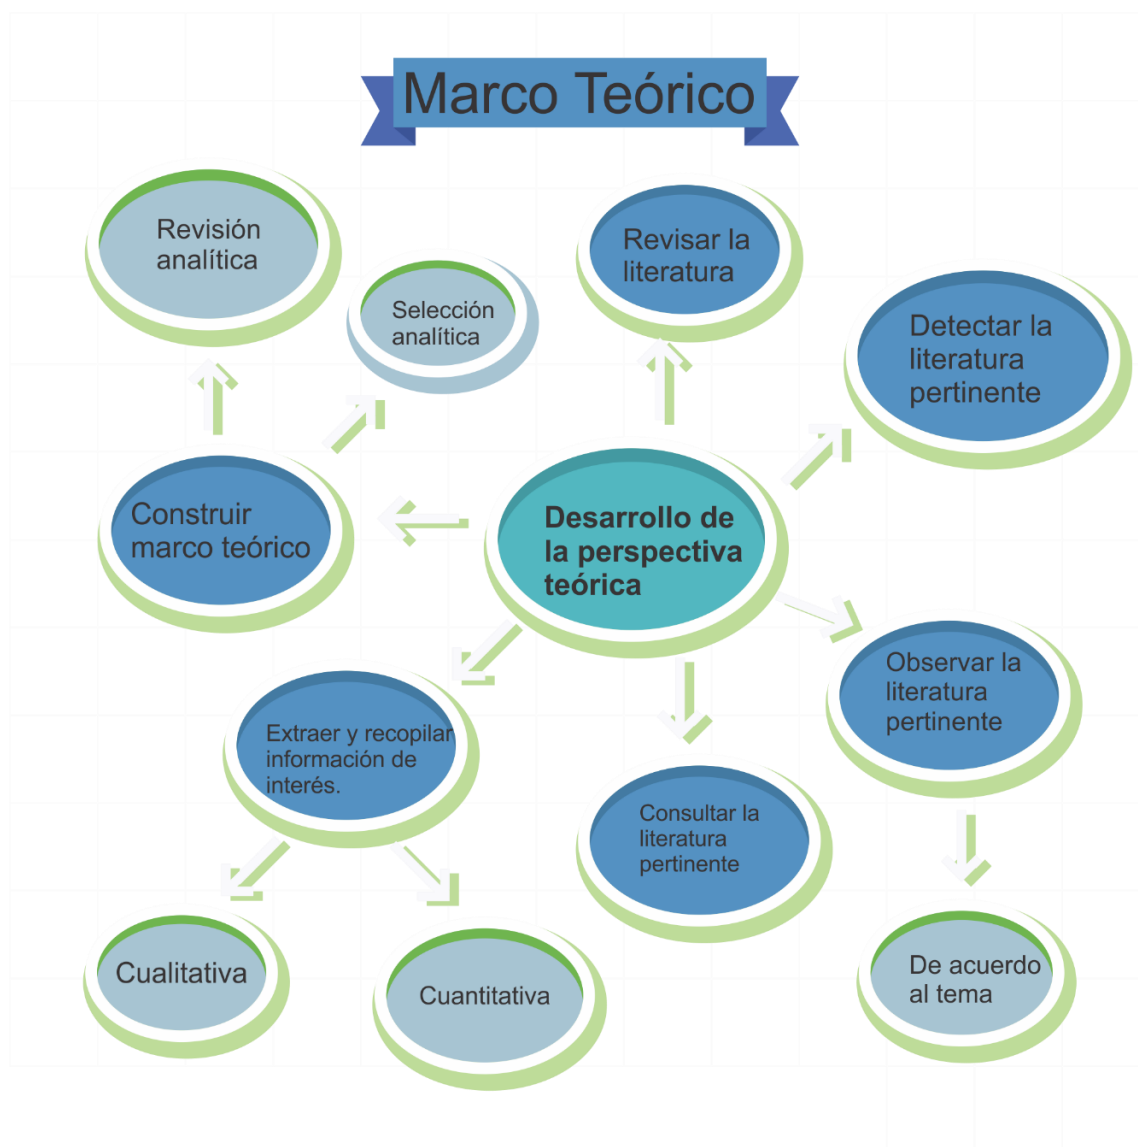 Marco Teórico
Revisión
analítica
Selección
analítica
Revisar la
literatura
Detectar la
literatura
pertinente
Construir
marco teórico
Desarrollo de
la perspectiva
teórica
Observar la
literatura
pertinente
Extraer y recopilar
información de
interés.
Consultar la
literatura
pertinente
Cualitativa
Cuantitativa
De acuerdo
al tema